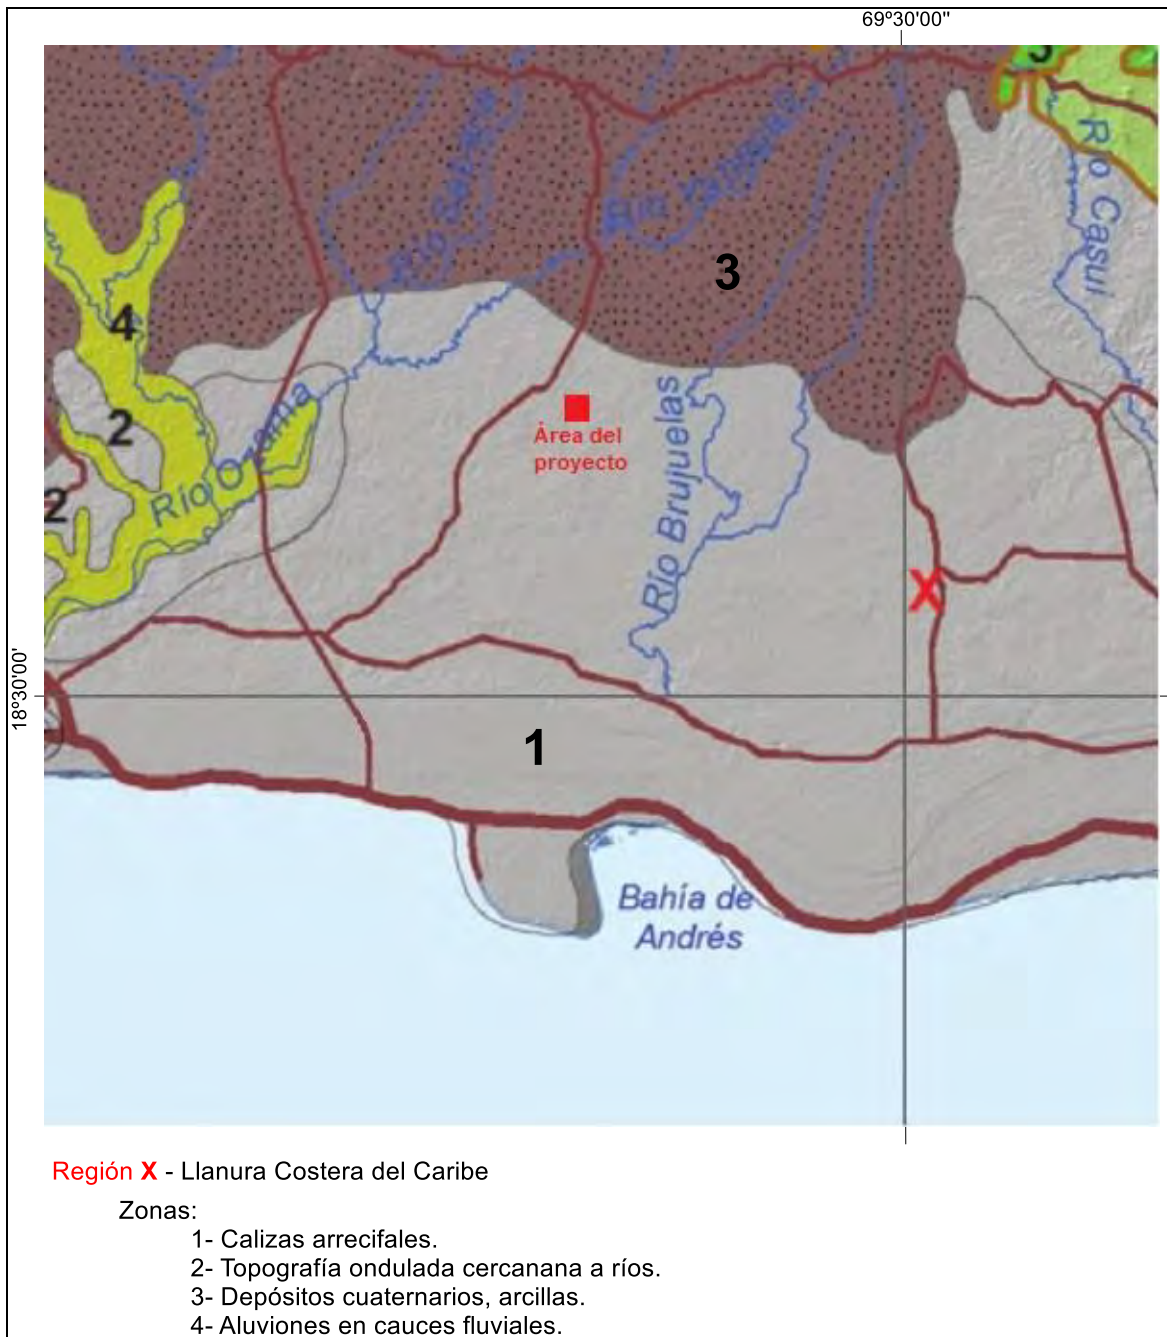 69º30'00"
5
Río Casui
Río Yabacao
3
4
2
Río Ozama
2
Área del
proyecto
Río Brujuelas
X
18º30'00'
1
Bahía de
Andrés
Región X - Llanura Costera del Caribe
Zonas:
1- Calizas arrecifales.
2- Topografía ondulada cercanana a ríos.
3- Depósitos cuaternarios, arcillas.
4- Aluviones en cauces fluviales.